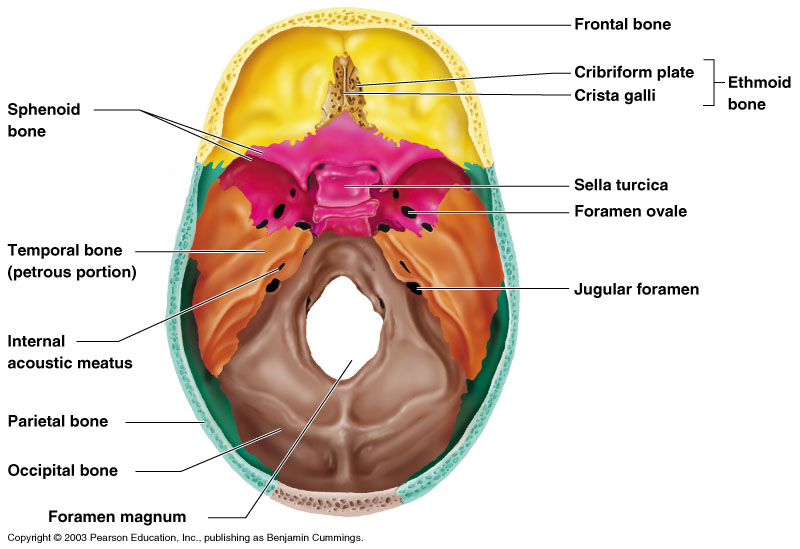 Frontal bone
Cribriform plate
Crista galli
Ethmoid
bone
Sphenoid
bone
Sella turcica
Foramen ovale
Temporal bone
(petrous portion)
Jugular foramen
Internal
acoustic meatus
Parietal bone
Occipital bone
Foramen magnum
Copyright © 2003 Pearson Education, Inc., publishing as Benjamin Cummings.